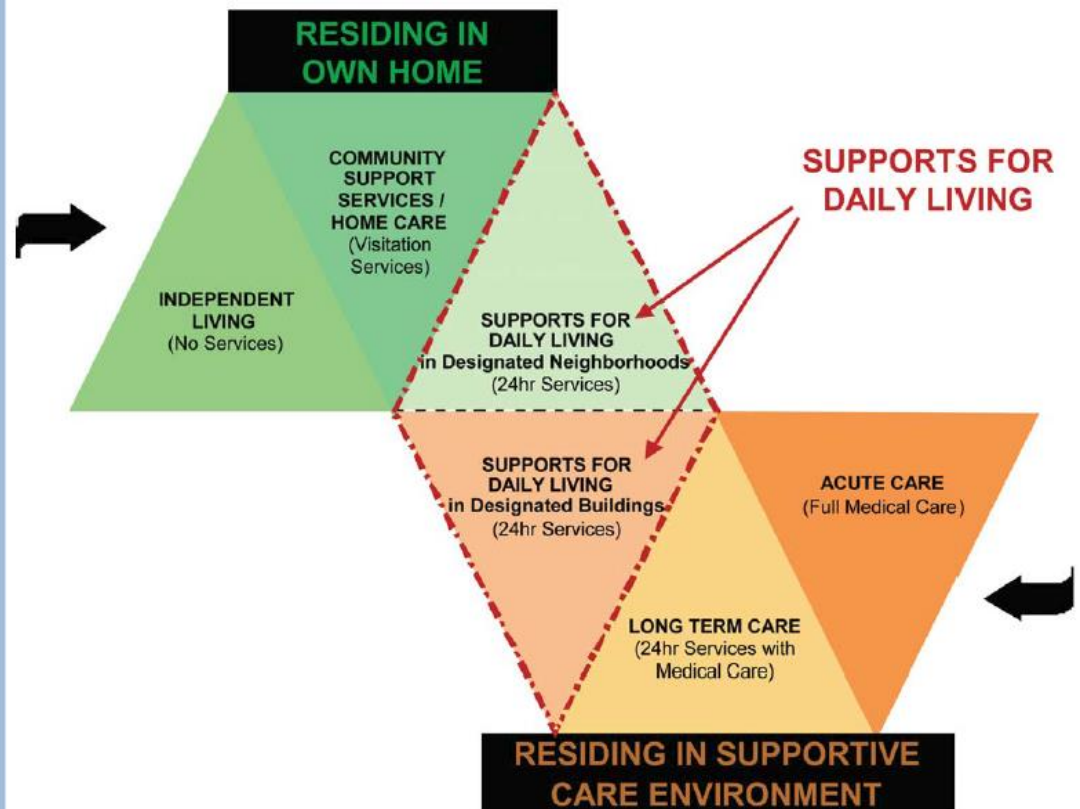 RESIDING IN
OWN HOME
COMMUNITY
SUPPORT
SERVICES /
HOME CARE
(Visitation
Services)
SUPPORTS FOR
DAILY LIVING
INDEPENDENT
LIVING
(No Services)
SUPPORTS FOR
DAILY LIVING
in Designated Neighborhoods
(24hr Services)
SUPPORTS FOR
DAILY LIVING
in Designated Buildings
(24hr Services)
ACUTE CARE
(Full Medical Care)
LONG TERM CARE
(24hr Services with
Medical Care)
RESIDING IN SUPPORTIVE
CARE ENVIRONMENT